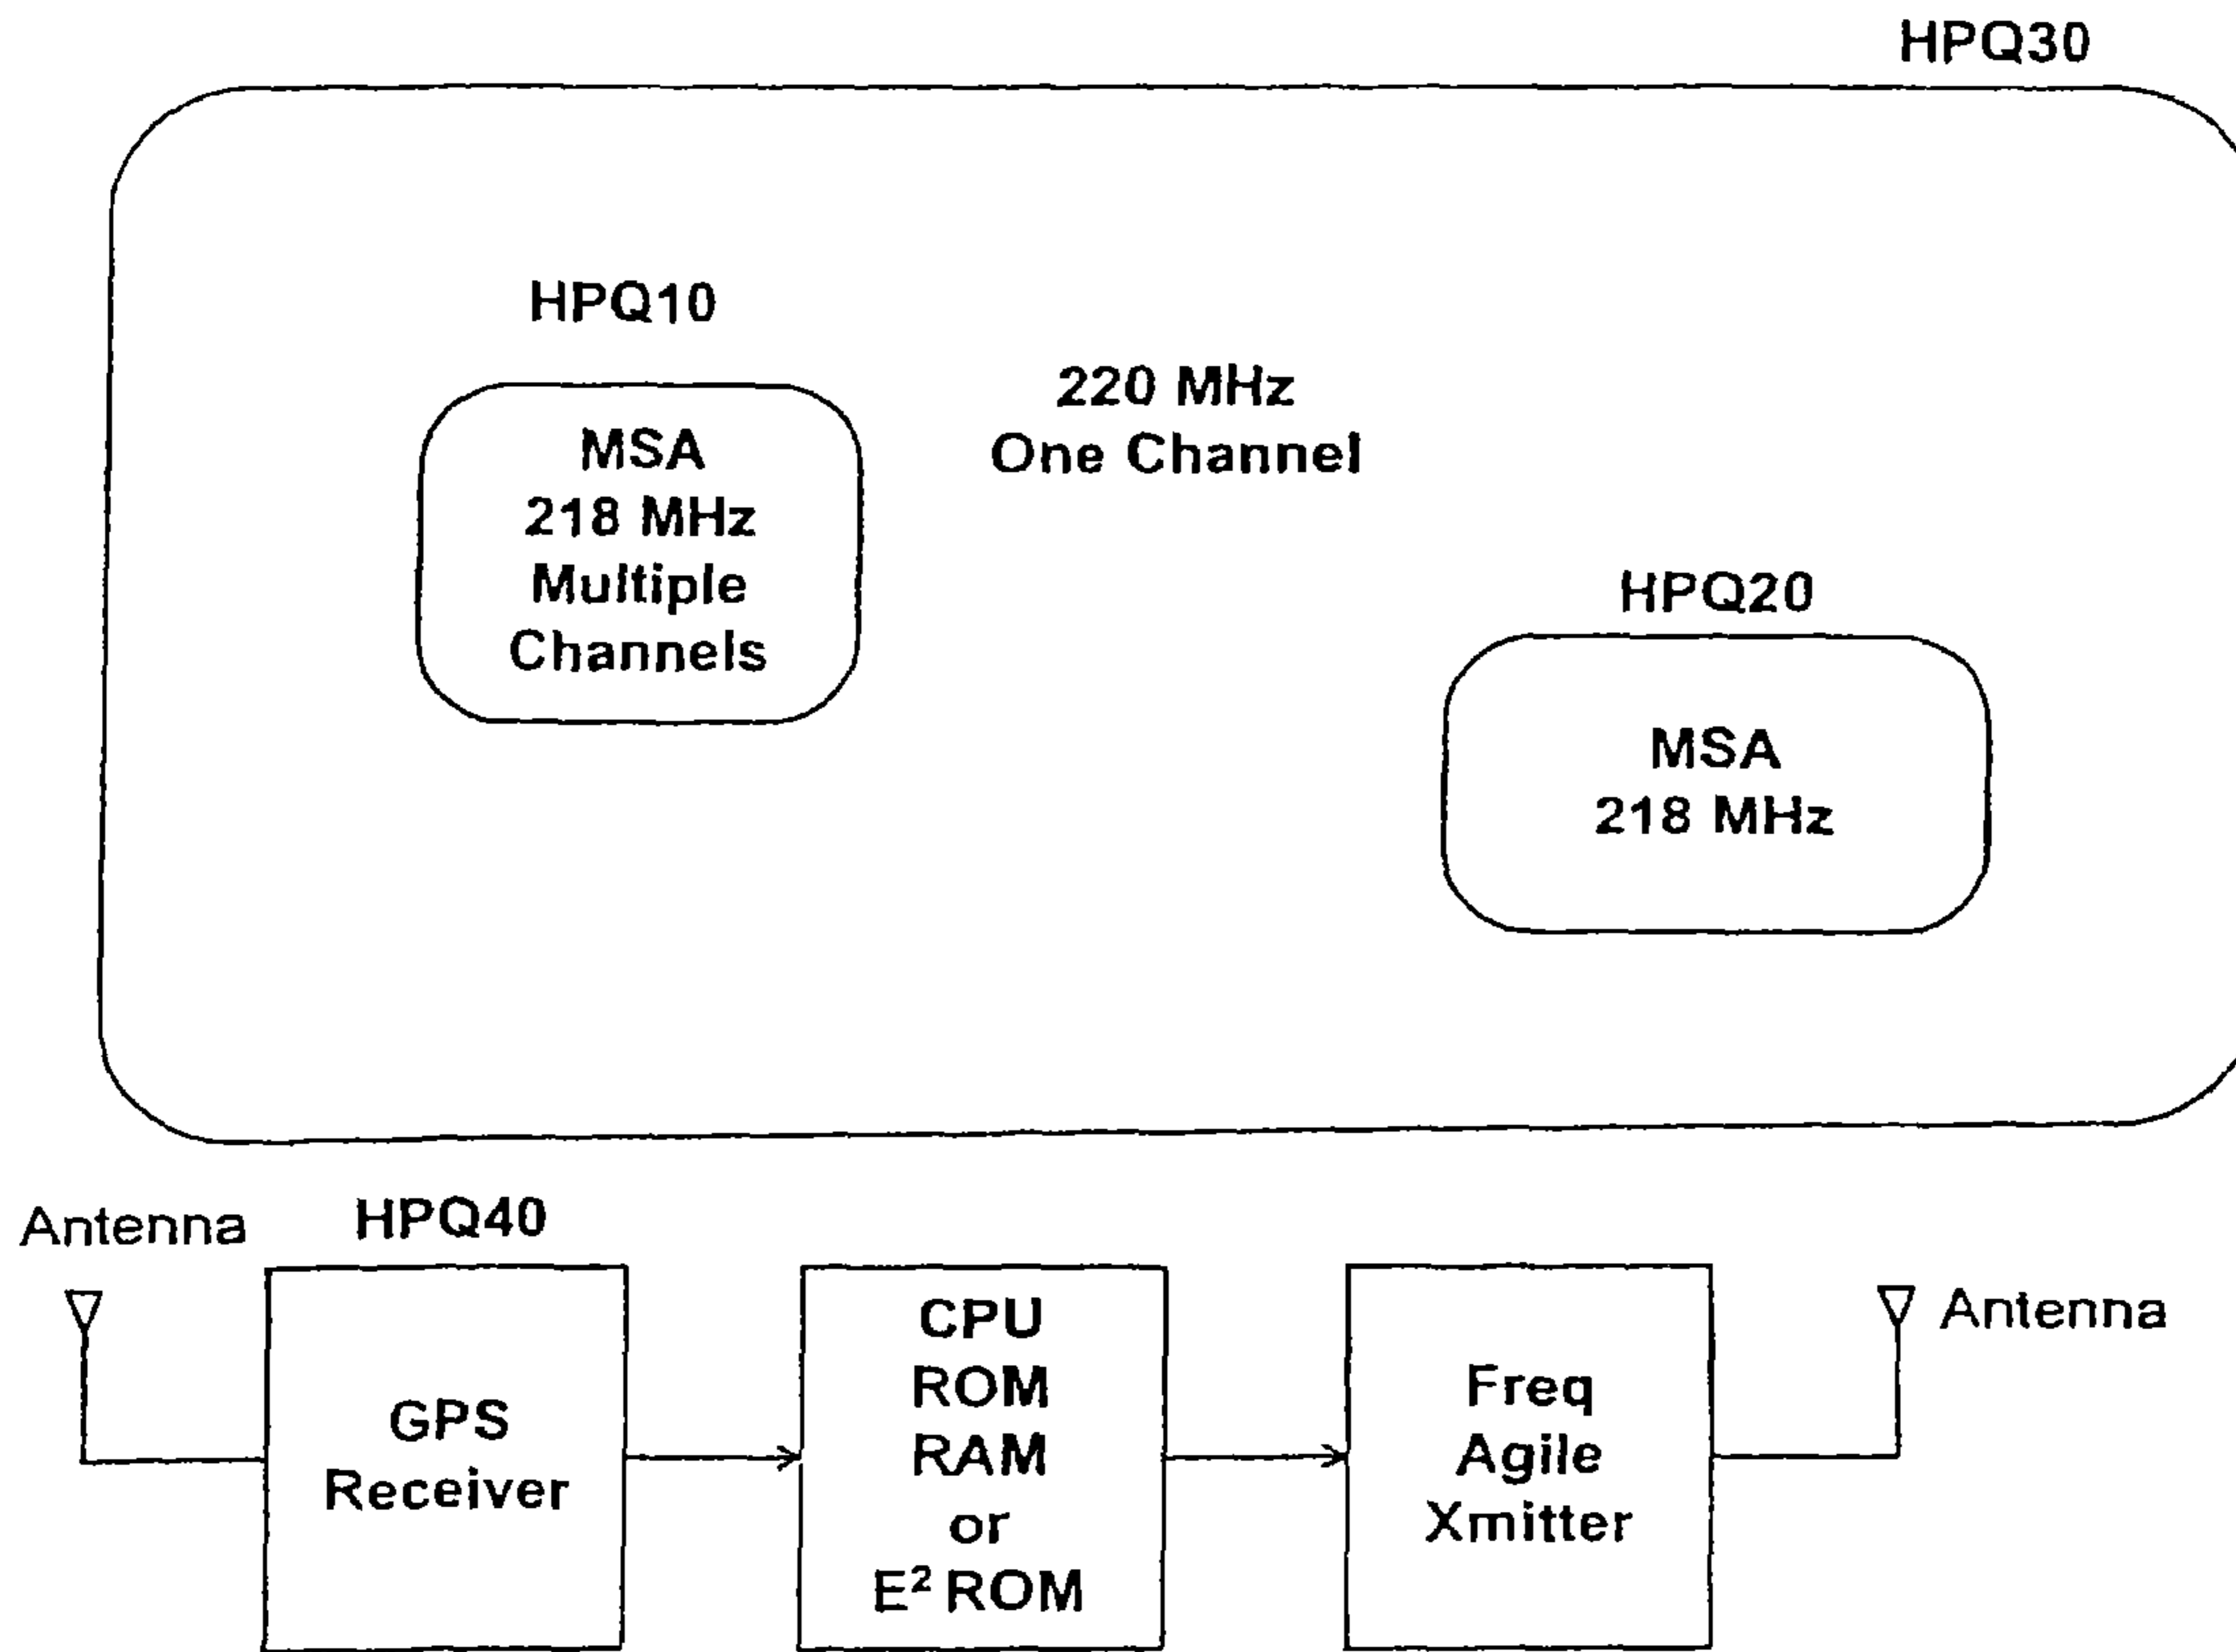 HPQ30
HPQ10
220 MHz
One Channel
MSA
218 MHz
Multiple
Channels
HPQ20
MSA
218 MHz
Antenna
HPQ40
GPS
Receiver
CPU
ROM
RAM
or
E² ROM
Freq
Agile
Xmitter
Antenna